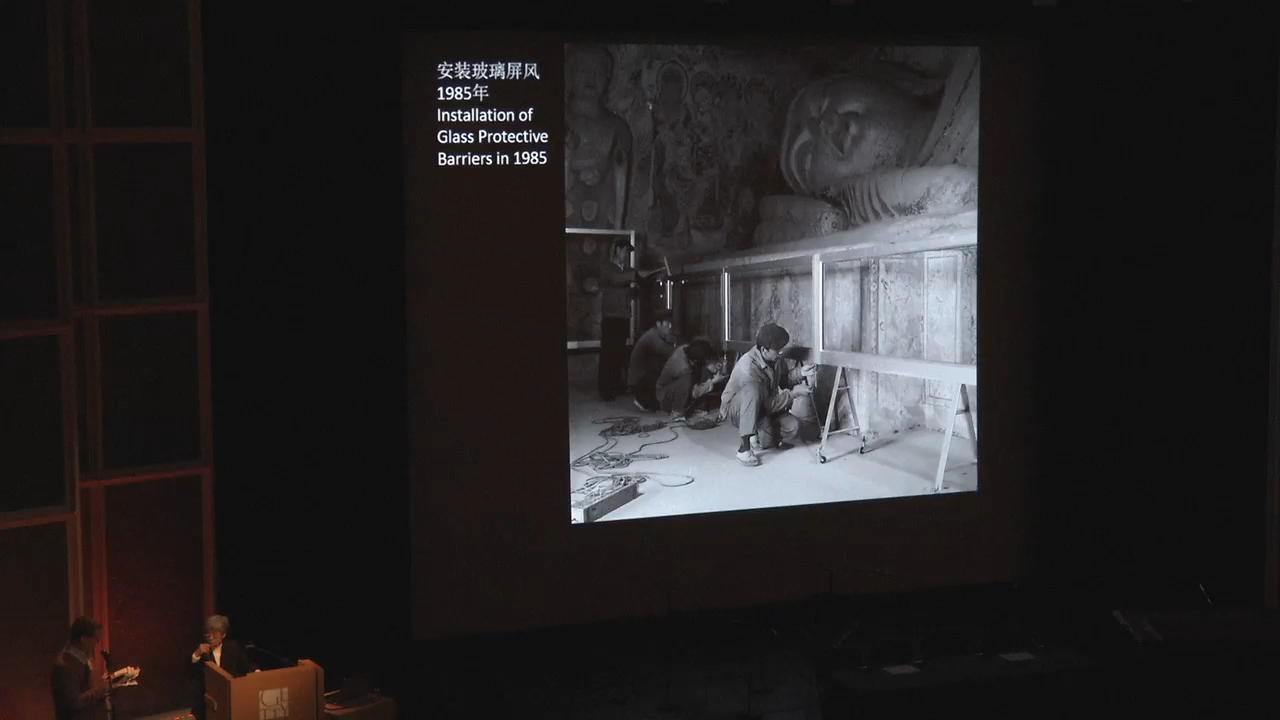 安装玻璃屏风
1985年
Installation of
Glass Protective
Barriers in 1985